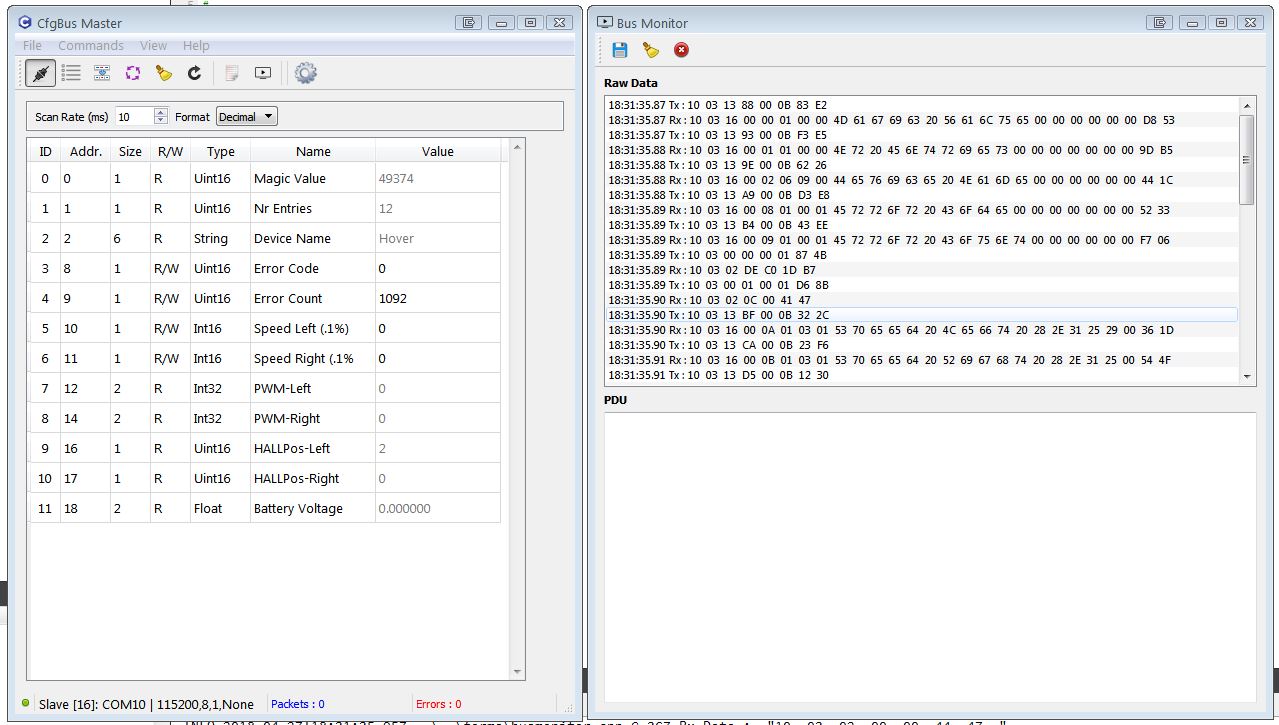 CfgBus Master
File Commands View Help
Scan Rate (ms) 10 Format Decimal
ID Addr. Size R/W Type Name Value
0 0 1 R Uint16 Magic Value 49374
1 1 1 R Uint16 Nr Entries 12
2 2 6 R String Device Name Hover
3 8 1 R/W Uint16 Error Code 0
4 9 1 R/W Uint16 Error Count 1092
5 10 1 R/W Int16 Speed Left (.1%) 0
6 11 1 R/W Int16 Speed Right (.1% 0
7 12 2 R Int32 PWM-Left 0
8 14 2 R Int32 PWM-Right 0
9 16 1 R Uint16 HALLPos-Left 2
10 17 1 R Uint16 HALLPos-Right 0
11 18 2 R Float Battery Voltage 0.000000
Slave [16]: COM10 | 115200,8,1,None Packets : 0 Errors : 0
Bus Monitor
Raw Data
18:31:35.87 Tx : 10 03 13 88 00 0B 83 E2
18:31:35.87 Rx : 10 03 16 00 00 01 00 00 4D 61 67 69 63 20 56 61 6C 75 65 00 00 00 00 00 00 D8 53
18:31:35.87 Tx : 10 03 13 93 00 0B F3 E5
18:31:35.88 Rx : 10 03 16 00 01 01 00 00 4E 72 20 45 6E 74 72 69 65 73 00 00 00 00 00 00 00 9D B5
18:31:35.88 Tx : 10 03 13 9E 00 0B 62 26
18:31:35.88 Rx : 10 03 16 00 02 06 09 00 44 65 76 69 63 65 20 4E 61 6D 65 00 00 00 00 00 00 44 1C
18:31:35.88 Tx : 10 03 13 A9 00 0B D3 E8
18:31:35.89 Rx : 10 03 16 00 08 01 00 01 45 72 72 6F 72 20 43 6F 64 65 00 00 00 00 00 00 00 52 33
18:31:35.89 Tx : 10 03 13 B4 00 0B 43 EE
18:31:35.89 Rx : 10 03 16 00 09 01 00 01 45 72 72 6F 72 20 43 6F 75 6E 74 00 00 00 00 00 00 F7 06
18:31:35.89 Tx : 10 03 00 00 00 01 87 4B
18:31:35.89 Rx : 10 03 02 DE C0 1D B7
18:31:35.89 Tx : 10 03 00 01 00 01 D6 8B
18:31:35.90 Rx : 10 03 02 0C 00 41 47
18:31:35.90 Tx : 10 03 13 BF 00 0B 32 2C
18:31:35.90 Rx : 10 03 16 00 0A 01 03 01 53 70 65 65 64 20 4C 65 66 74 20 28 2E 31 25 29 00 36 1D
18:31:35.90 Tx : 10 03 13 CA 00 0B 23 F6
18:31:35.91 Rx : 10 03 16 00 0B 01 03 01 53 70 65 65 64 20 52 69 67 68 74 20 28 2E 31 25 00 54 4F
18:31:35.91 Tx : 10 03 13 D5 00 0B 12 30
PDU